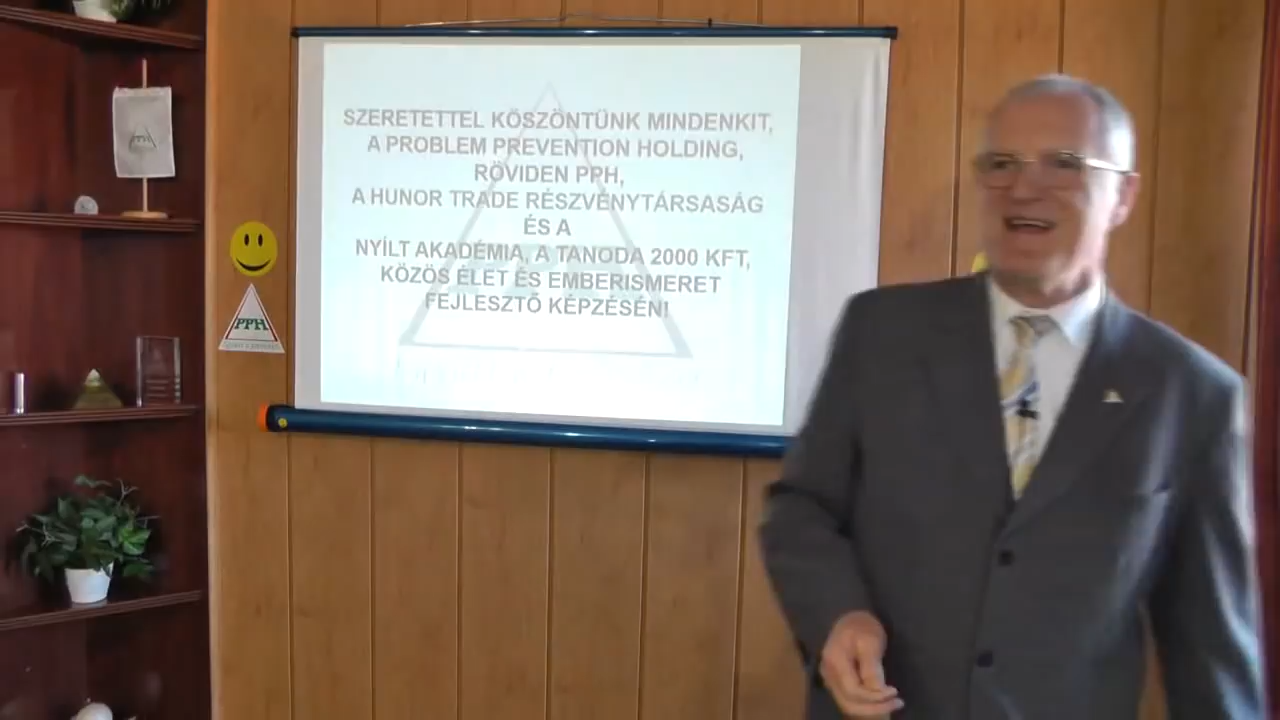 SZERETETTEL KÖSZÖNTÜNK MINDENKIT,
A PROBLEM PREVENTION HOLDING,
RÖVIDEN PPH,
A HUNOR TRADE RÉSZVÉNYTÁRSASÁG
ÉS A
NYÍLT AKADÉMIA, A TANODA 2000 KFT,
KÖZÖS ÉLET ÉS EMBERISMERET
FEJLESZTŐ KÉPZÉSÉN!
PPH
PPH